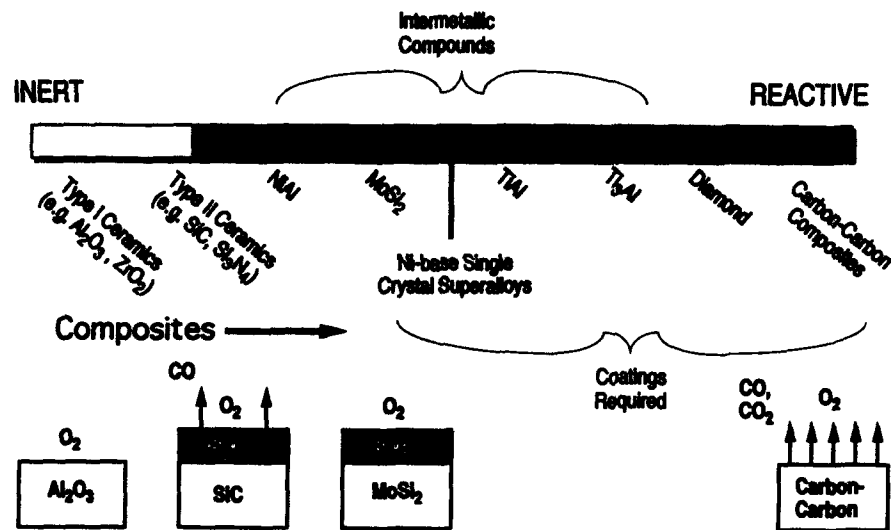 Intermetallic
Compounds
INERT
REACTIVE
Type I Ceramics
(e.g. Al₂O₃, ZrO₂)
Type II Ceramics
(e.g. SiC, Si₃N₄)
NiAl
MoSi₂
Ni-base Single
Crystal Superalloys
TiAl
Ti₃Al
Diamond
Carbon-Carbon
Composites
Composites
Coatings
Required
O₂
Al₂O₃
CO
O₂
SiC
O₂
MoSi₂
CO,
CO₂
O₂
Carbon-
Carbon